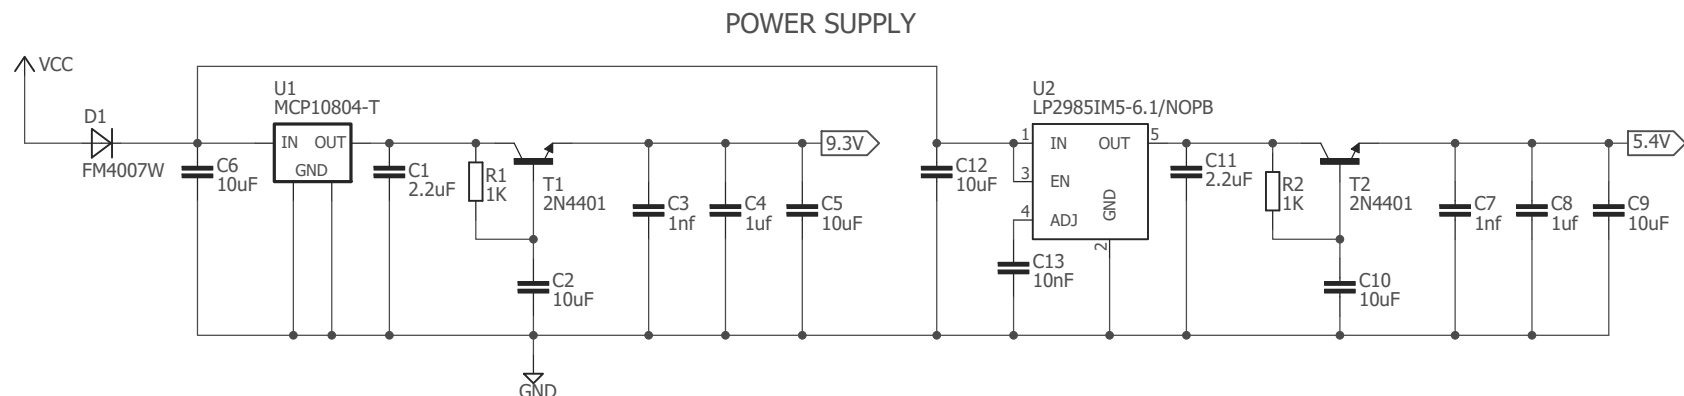 POWER SUPPLY
VCC
D1
FM4007W
C6
10uF
U1
MCP10804-T
IN
OUT
GND
C1
2.2uF
R1
1K
T1
2N4401
C2
10uF
C3
1nf
C4
1uf
C5
10uF
9.3V
GND
C12
10uF
U2
LP2985IM5-6.1/NOPB
1
IN
OUT
5
3
EN
4
ADJ
GND
2
C13
10nF
C11
2.2uF
R2
1K
T2
2N4401
C10
10uF
C7
1nf
C8
1uf
C9
10uF
5.4V